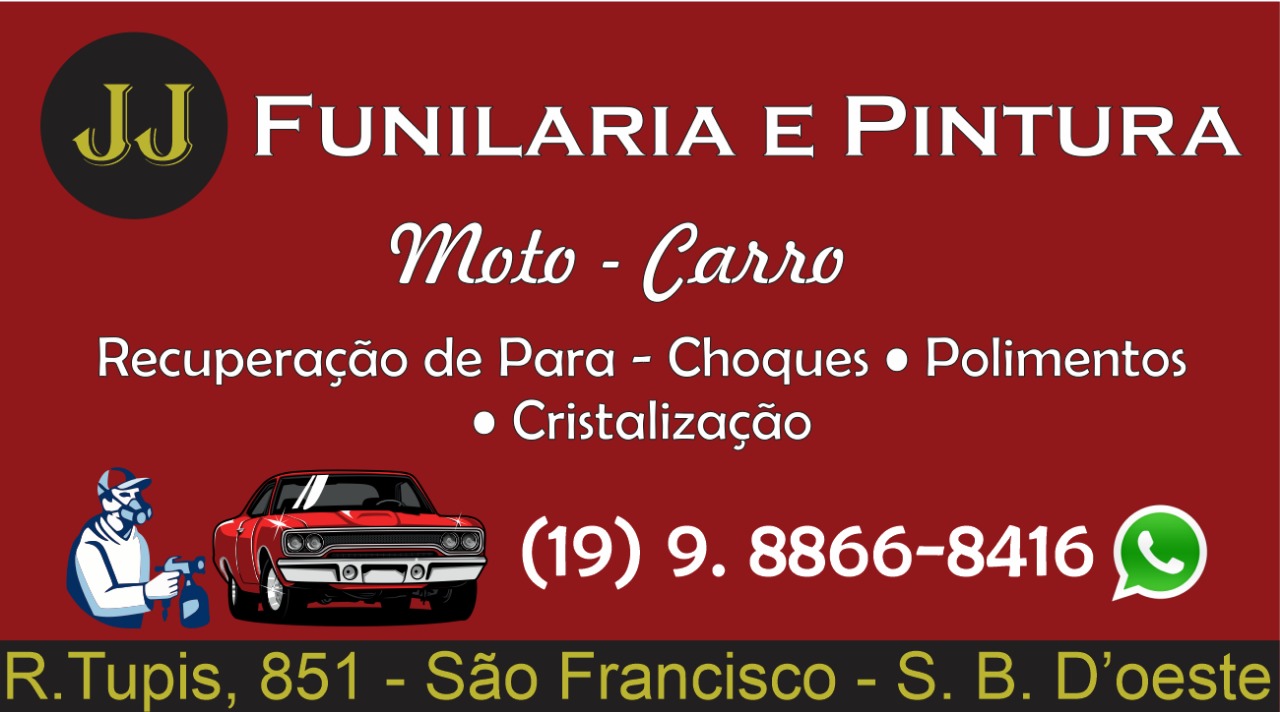 JJ FUNILARIA E PINTURA
Moto - Carro
Recuperação de Para - Choques • Polimentos
• Cristalização
(19) 9. 8866-8416
R.Tupis, 851 - São Francisco - S. B. D’oeste